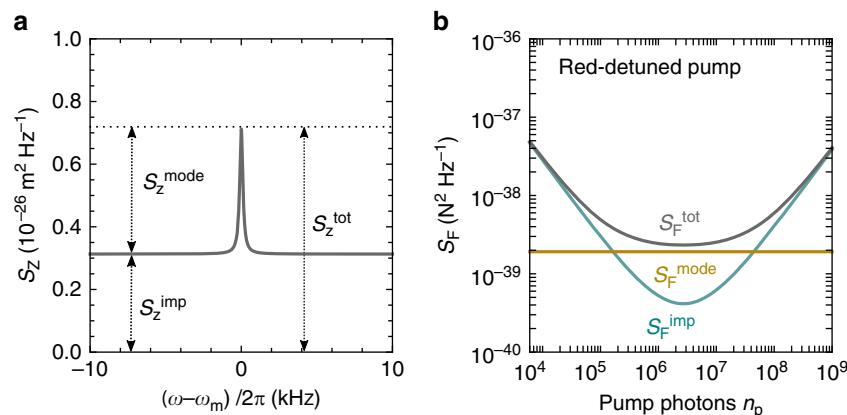 a
1.0
0.8
0.6
0.4
0.2
0.0
S_z (10^−26 m^2 Hz^−1)
S_z^mode
S_z^tot
S_z^imp
−10
0
10
(ω−ω_m) /2π (kHz)
b
10^−36
10^−37
10^−38
10^−39
10^−40
S_F (N^2 Hz^−1)
Red-detuned pump
S_F^tot
S_F^mode
S_F^imp
10^4
10^5
10^6
10^7
10^8
10^9
Pump photons n_p